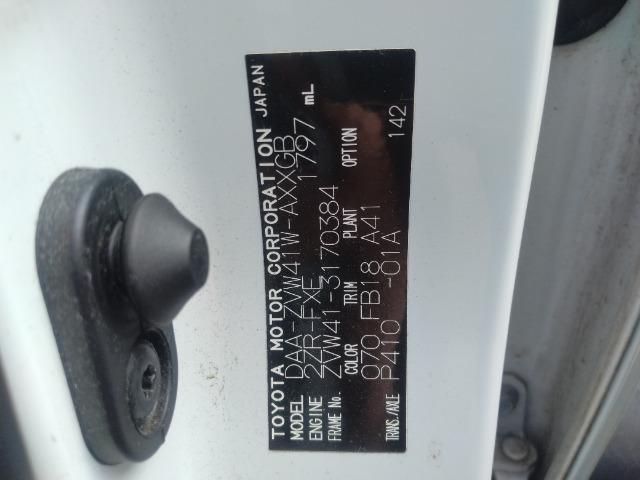 TOYOTA MOTOR CORPORATION JAPAN
MODEL DAA-ZVW41W-AXXGB
ENGINE 2ZR-FXE 1797 mL
FRAME No. ZVW41-3170384
COLOR TRIM PLANT OPTION
070 FB18 A41
TRANS./AXLE P410 -01A 142